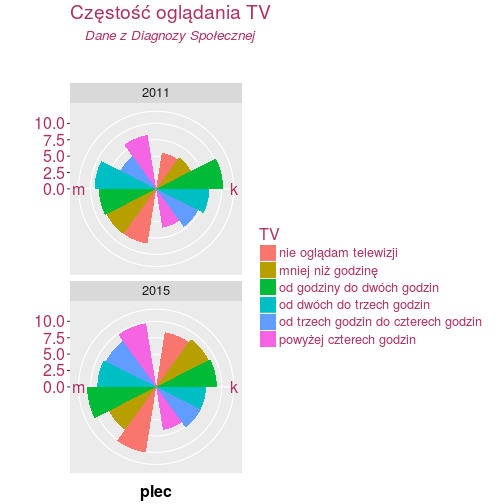 Częstość oglądania TV
Dane z Diagnozy Społecznej
2011
10.0
7.5
5.0
2.5
0.0
m
k
2015
10.0
7.5
5.0
2.5
0.0
m
k
plec
TV
nie oglądam telewizji
mniej niż godzinę
od godziny do dwóch godzin
od dwóch do trzech godzin
od trzech godzin do czterech godzin
powyżej czterech godzin